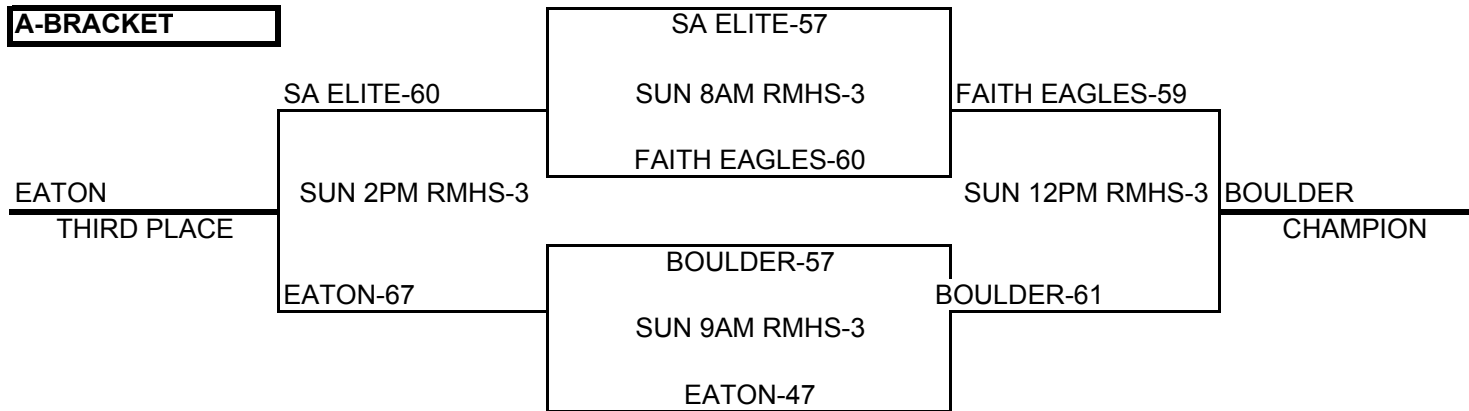 A-BRACKET
SA ELITE-57
SA ELITE-60
SUN 8AM RMHS-3
FAITH EAGLES-59
FAITH EAGLES-60
EATON
SUN 2PM RMHS-3
SUN 12PM RMHS-3
BOULDER
THIRD PLACE
CHAMPION
BOULDER-57
EATON-67
BOULDER-61
SUN 9AM RMHS-3
EATON-47